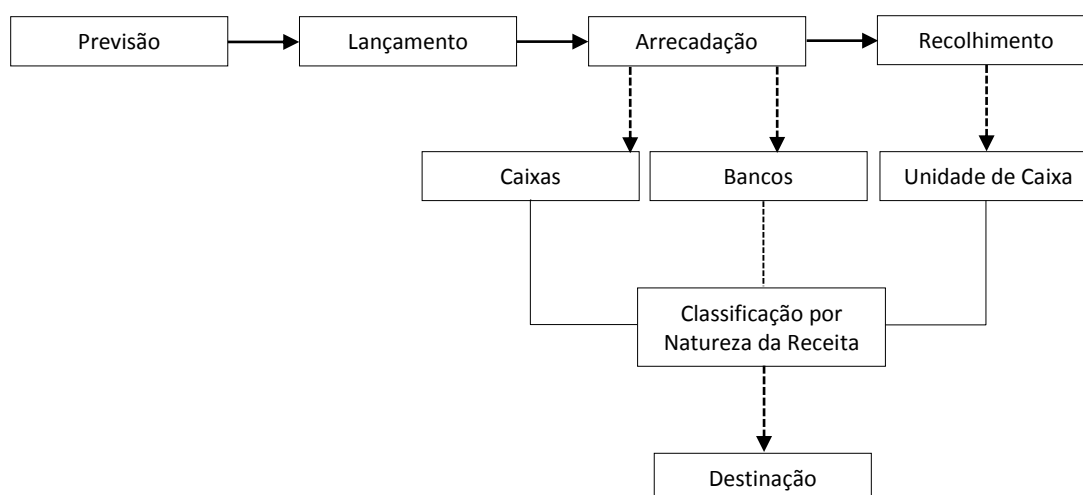 Previsão
Lançamento
Arrecadação
Recolhimento
Caixas
Bancos
Unidade de Caixa
Classificação por
Natureza da Receita
Destinação